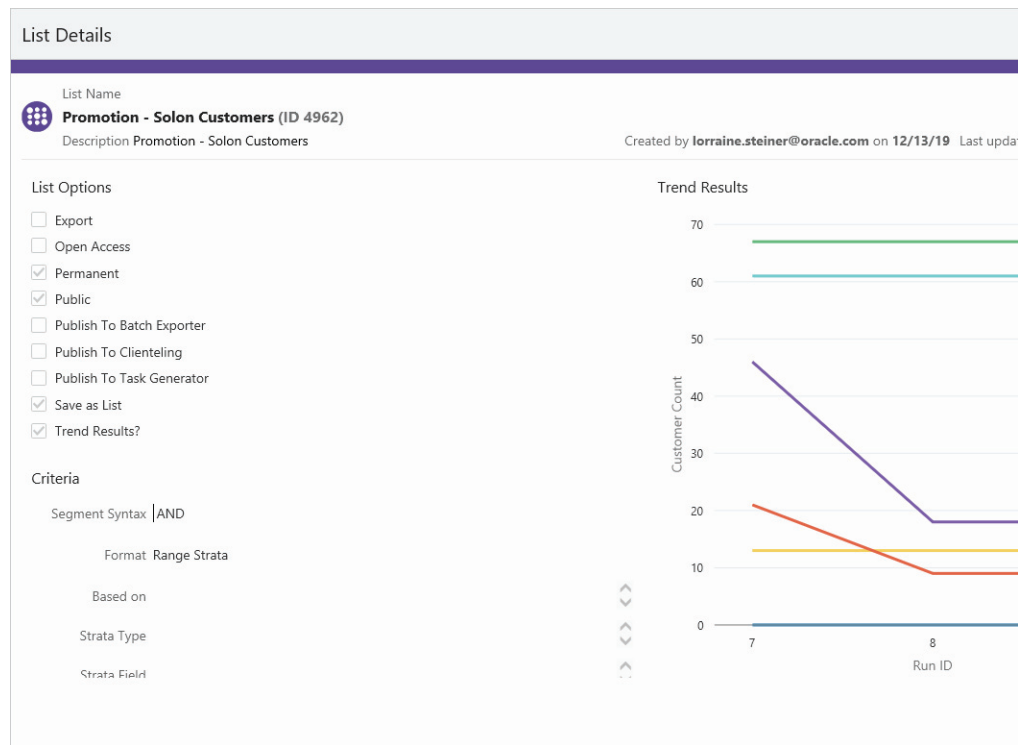 List Details
List Name
Promotion - Solon Customers (ID 4962)
Description Promotion - Solon Customers
Created by lorraine.steiner@oracle.com on 12/13/19 Last upda
List Options
Export
Open Access
Permanent
Public
Publish To Batch Exporter
Publish To Clienteling
Publish To Task Generator
Save as List
Trend Results?
Criteria
Segment Syntax AND
Format Range Strata
Based on
Strata Type
Strata Field
Trend Results
70
60
50
40
30
20
10
0
Customer Count
7 8
Run ID